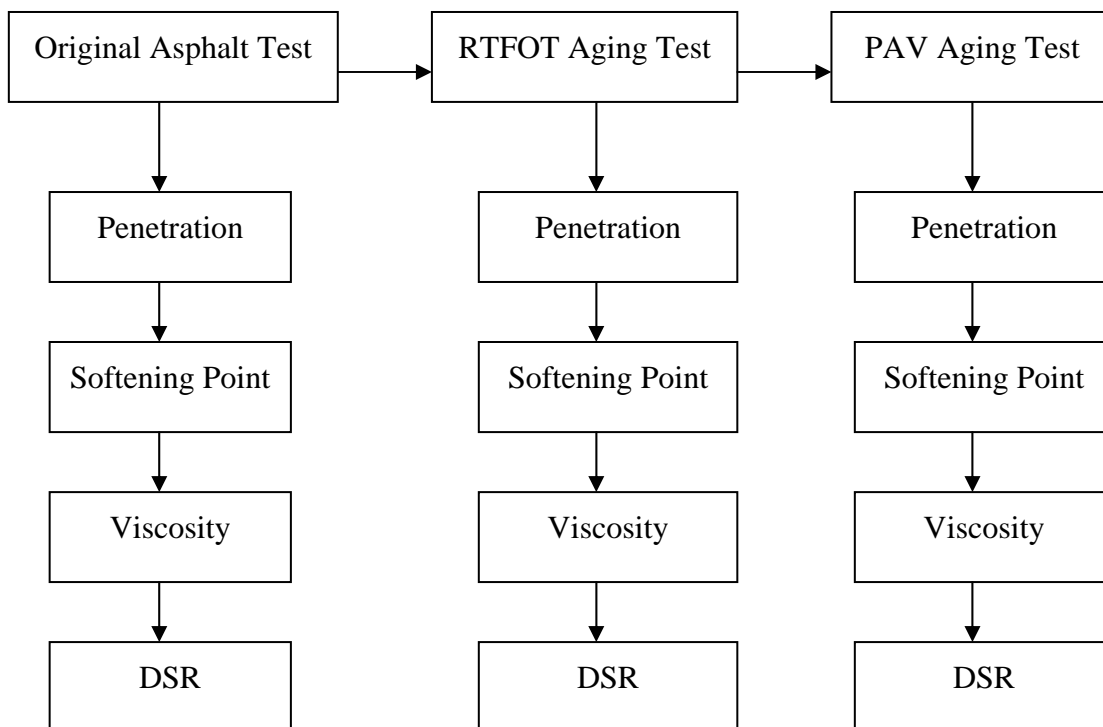 Original Asphalt Test
RTFOT Aging Test
PAV Aging Test
Penetration
Penetration
Penetration
Softening Point
Softening Point
Softening Point
Viscosity
Viscosity
Viscosity
DSR
DSR
DSR